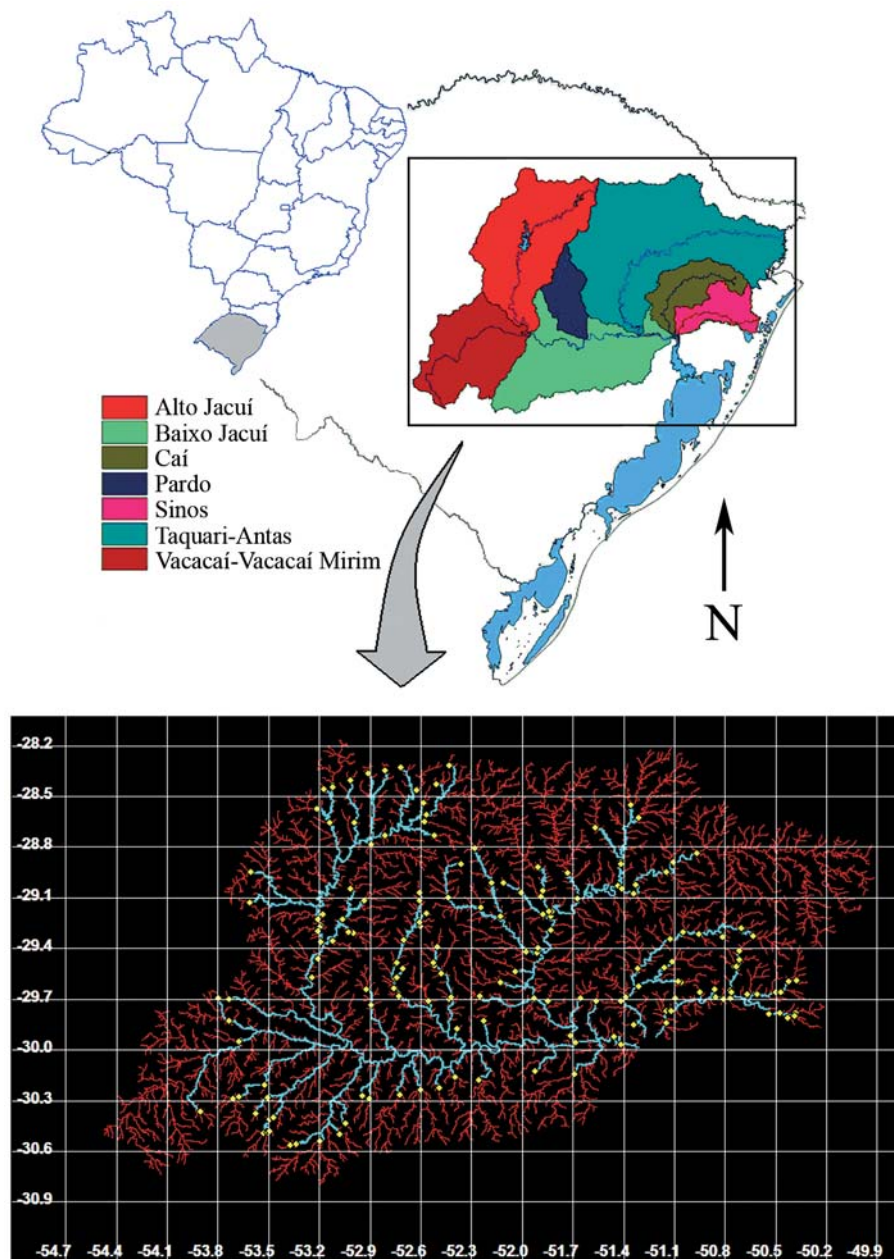 Alto Jacuí
Baixo Jacuí
Caí
Pardo
Sinos
Taquari-Antas
Vacacaí-Vacacaí Mirim
N
-28.2
-28.5
-28.8
-29.1
-29.4
-29.7
-30.0
-30.3
-30.6
-30.9
-54.7 -54.4 -54.1 -53.8 -53.5 -53.2 -52.9 -52.6 -52.3 -52.0 -51.7 -51.4 -51.1 -50.8 -50.5 -50.2 -49.9